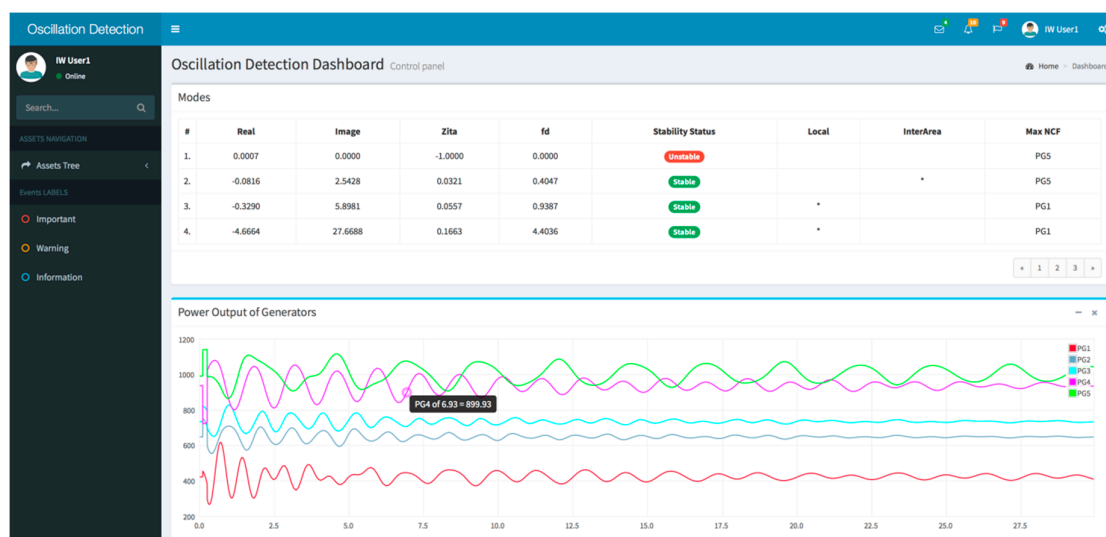 Oscillation Detection
4 10 9 IW User1
IW User1
Online
Search...
ASSETS NAVIGATION
Assets Tree
Events LABELS
Important
Warning
Information
Oscillation Detection Dashboard Control panel
Home > Dashboard
Modes
# Real Image Zita fd Stability Status Local InterArea Max NCF
1. 0.0007 0.0000 -1.0000 0.0000 Unstable PG5
2. -0.0816 2.5428 0.0321 0.4047 Stable * PG5
3. -0.3290 5.8981 0.0557 0.9387 Stable * PG1
4. -4.6664 27.6688 0.1663 4.4036 Stable * PG1
« 1 2 3 »
Power Output of Generators
1200
1000
800
600
400
200
PG1
PG2
PG3
PG4
PG5
PG4 of 6.93 = 899.93
0.0 2.5 5.0 7.5 10.0 12.5 15.0 17.5 20.0 22.5 25.0 27.5